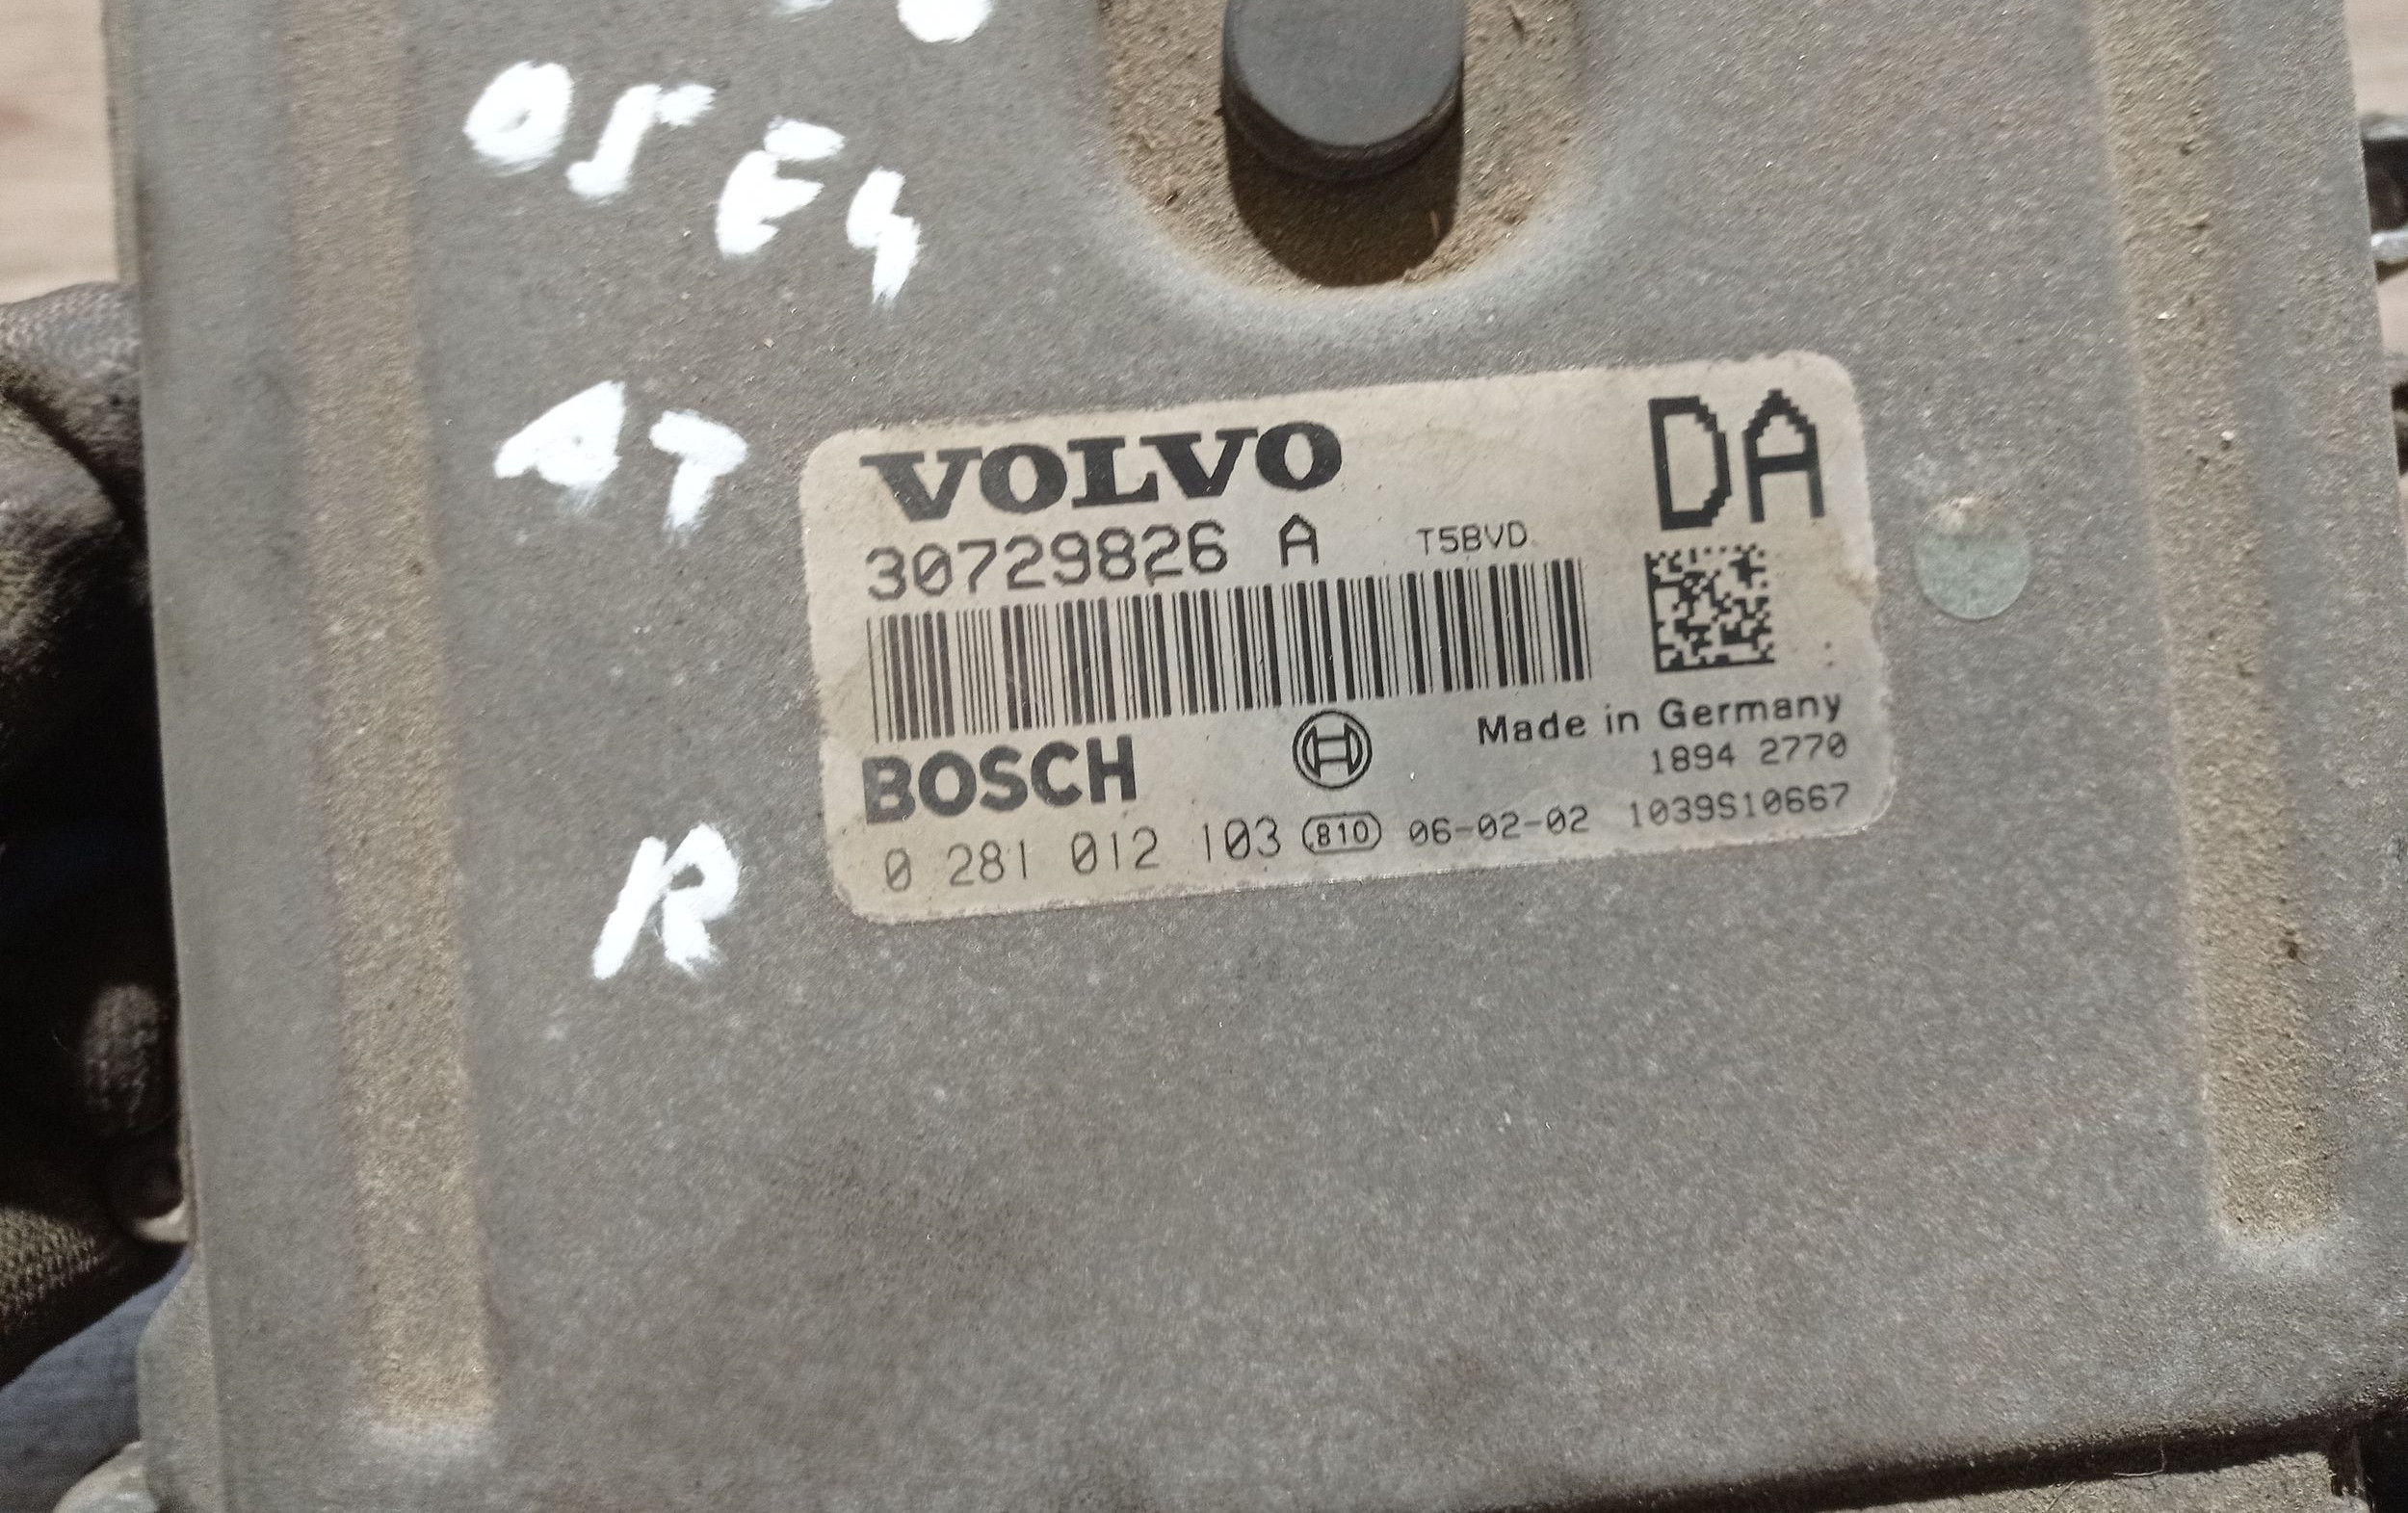 VOLVO
DA
30729826 A
T5BVD
BOSCH
Made in Germany
1894 2770
0 281 012 103 810 06-02-02 1039S10667
AT
R